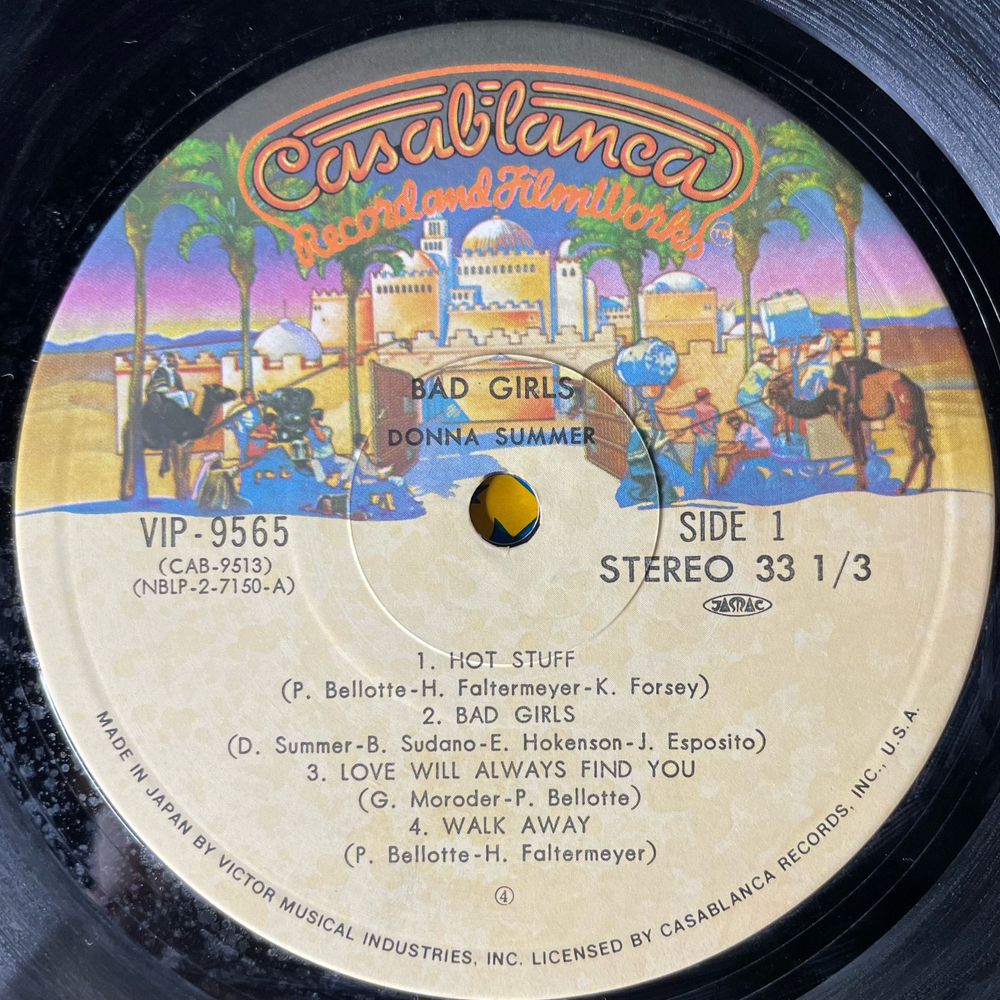 Casablanca
Record and FilmWorks
TM
BAD GIRLS
DONNA SUMMER
VIP-9565
(CAB-9513)
(NBLP-2-7150-A)
SIDE 1
STEREO 33 1/3
JASRAC
1. HOT STUFF
(P. Bellotte-H. Faltermeyer-K. Forsey)
2. BAD GIRLS
(D. Summer-B. Sudano-E. Hokenson-J. Esposito)
3. LOVE WILL ALWAYS FIND YOU
(G. Moroder-P. Bellotte)
4. WALK AWAY
(P. Bellotte-H. Faltermeyer)
④
MADE IN JAPAN BY VICTOR MUSICAL INDUSTRIES, INC. LICENSED BY CASABLANCA RECORDS, INC., U.S.A.